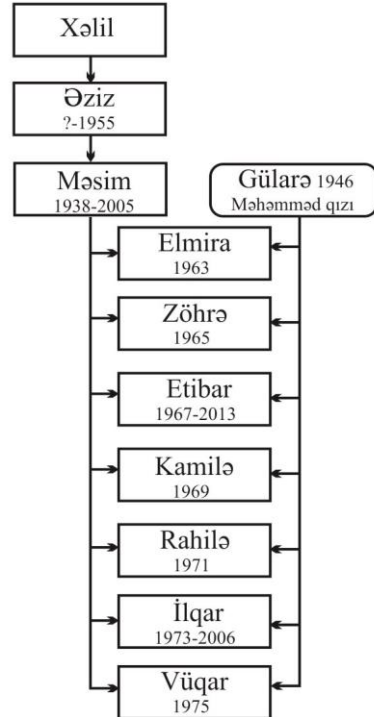 Xəlil
Əziz
?-1955
Məsim
1938-2005
Gülarə 1946
Məhəmməd qızı
Elmira
1963
Zöhrə
1965
Etibar
1967-2013
Kamilə
1969
Rahilə
1971
İlqar
1973-2006
Vüqar
1975